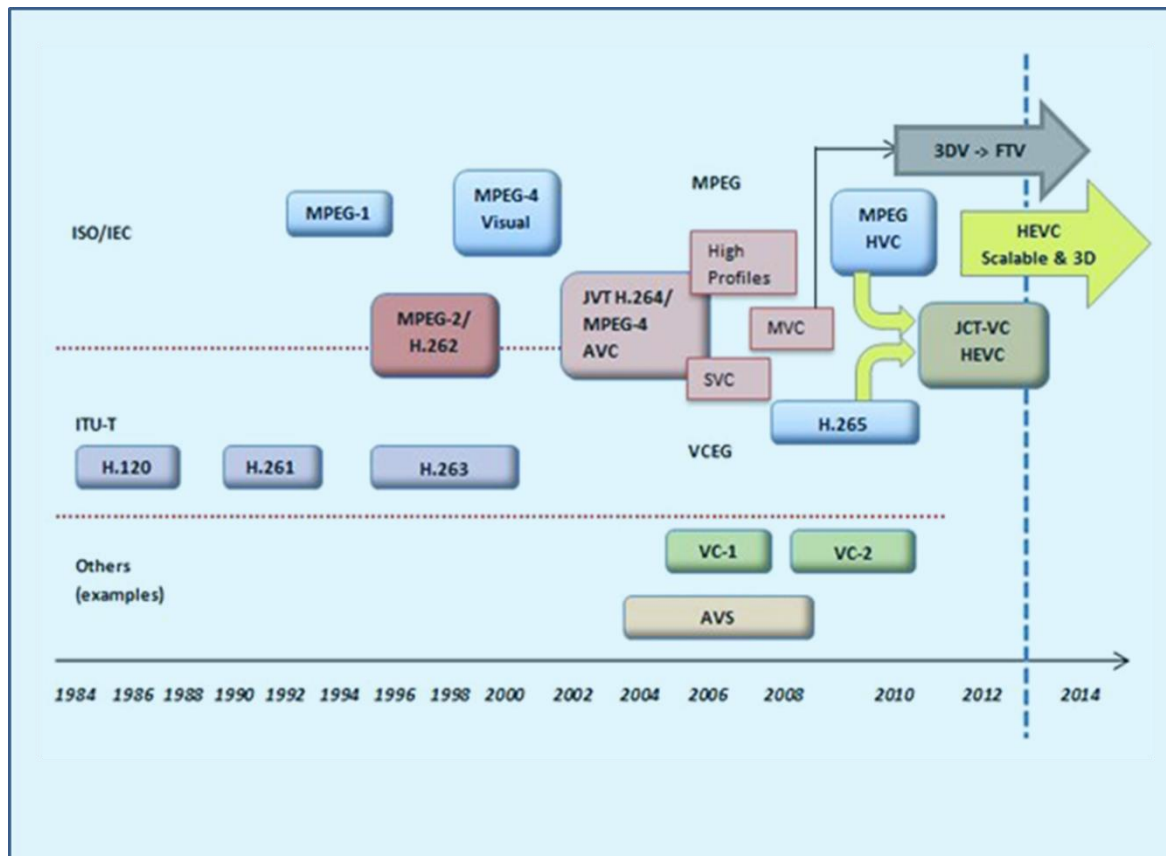 3DV -> FTV
MPEG
MPEG-1
MPEG-4
Visual
MPEG
HVC
ISO/IEC
High
Profiles
HEVC
Scalable & 3D
MPEG-2/
H.262
JVT H.264/
MPEG-4
AVC
MVC
JCT-VC
HEVC
SVC
ITU-T
H.265
VCEG
H.120
H.261
H.263
VC-1
VC-2
Others
(examples)
AVS
1984 1986 1988 1990 1992 1994 1996 1998 2000 2002 2004 2006 2008 2010 2012 2014